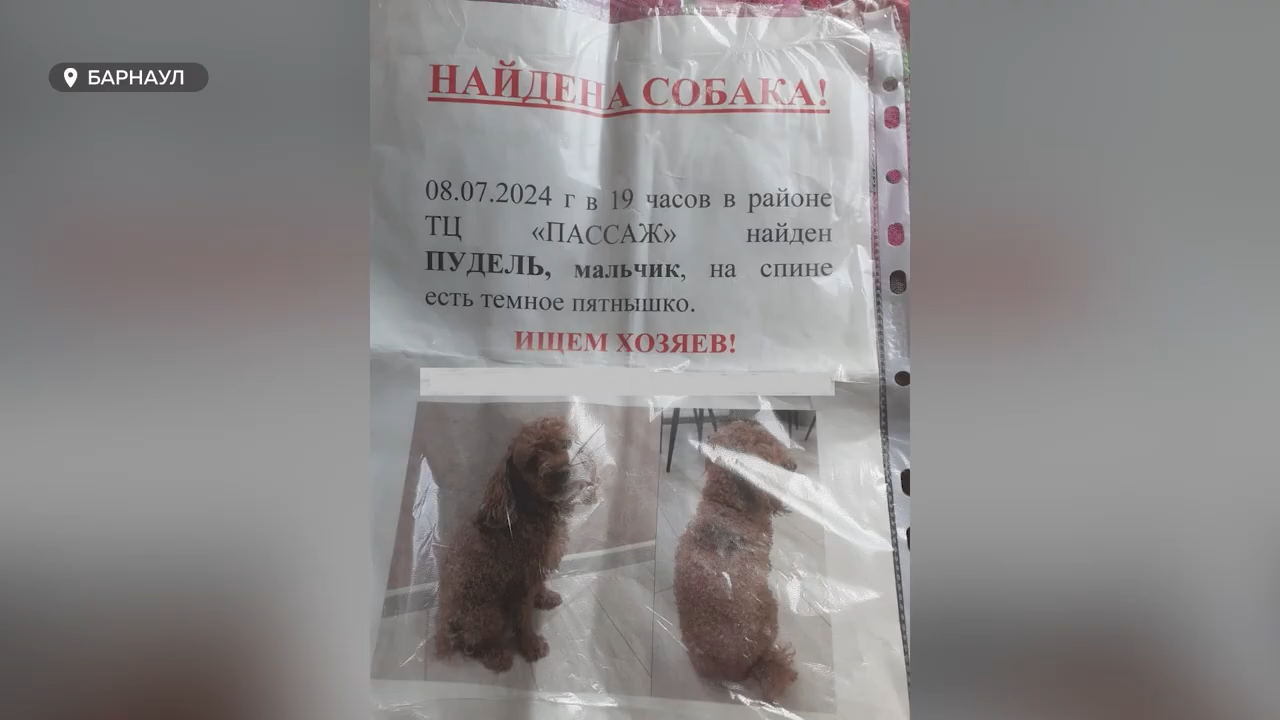 БАРНАУЛ
НАЙДЕНА СОБАКА!
08.07.2024 г в 19 часов в районе
ТЦ «ПАССАЖ» найден
ПУДЕЛЬ, мальчик, на спине
есть темное пятнышко.
ИЩЕМ ХОЗЯЕВ!